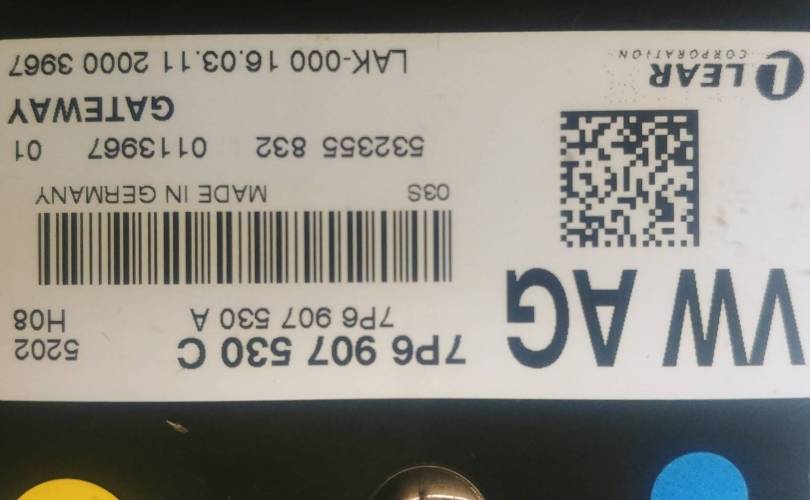 VW AG
7P6 907 530 C 5202
7P6 907 530 A H08
03S MADE IN GERMANY
532355 832 0113967 01
GATEWAY
LEAR
CORPORATION
LAK-000 16.03.11 2000 3967